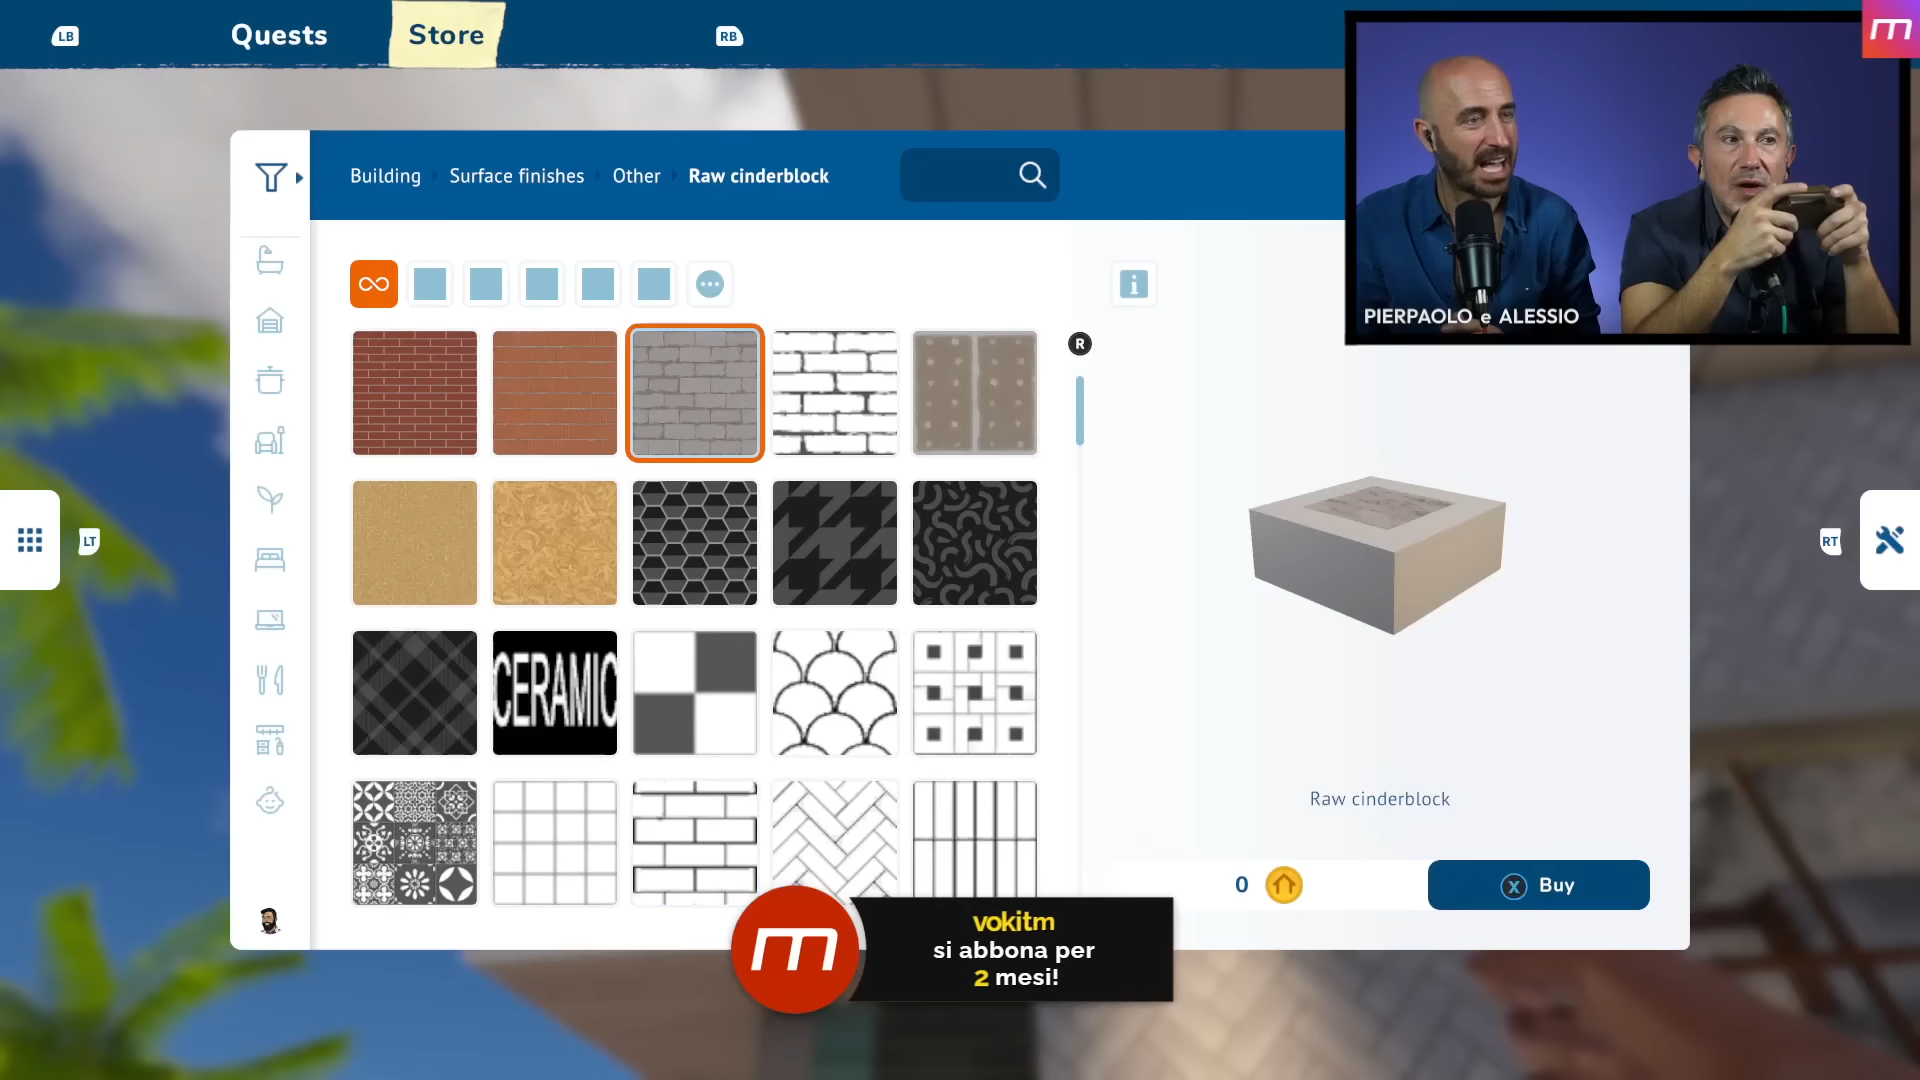 LB
Quests
Store
RB
Building
Surface finishes
Other
Raw cinderblock
PIERPAOLO e ALESSIO
R
LT
RT
CERAMIC
Raw cinderblock
0
X Buy
vokitm
si abbona per
2 mesi!